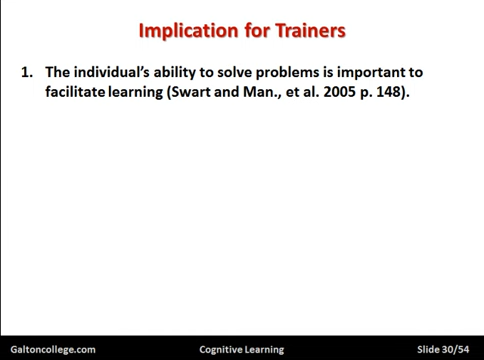 Implication for Trainers
1. The individual's ability to solve problems is important to
facilitate learning (Swart and Man., et al. 2005 p. 148).
Galtoncollege.com Cognitive Learning Slide 30/54